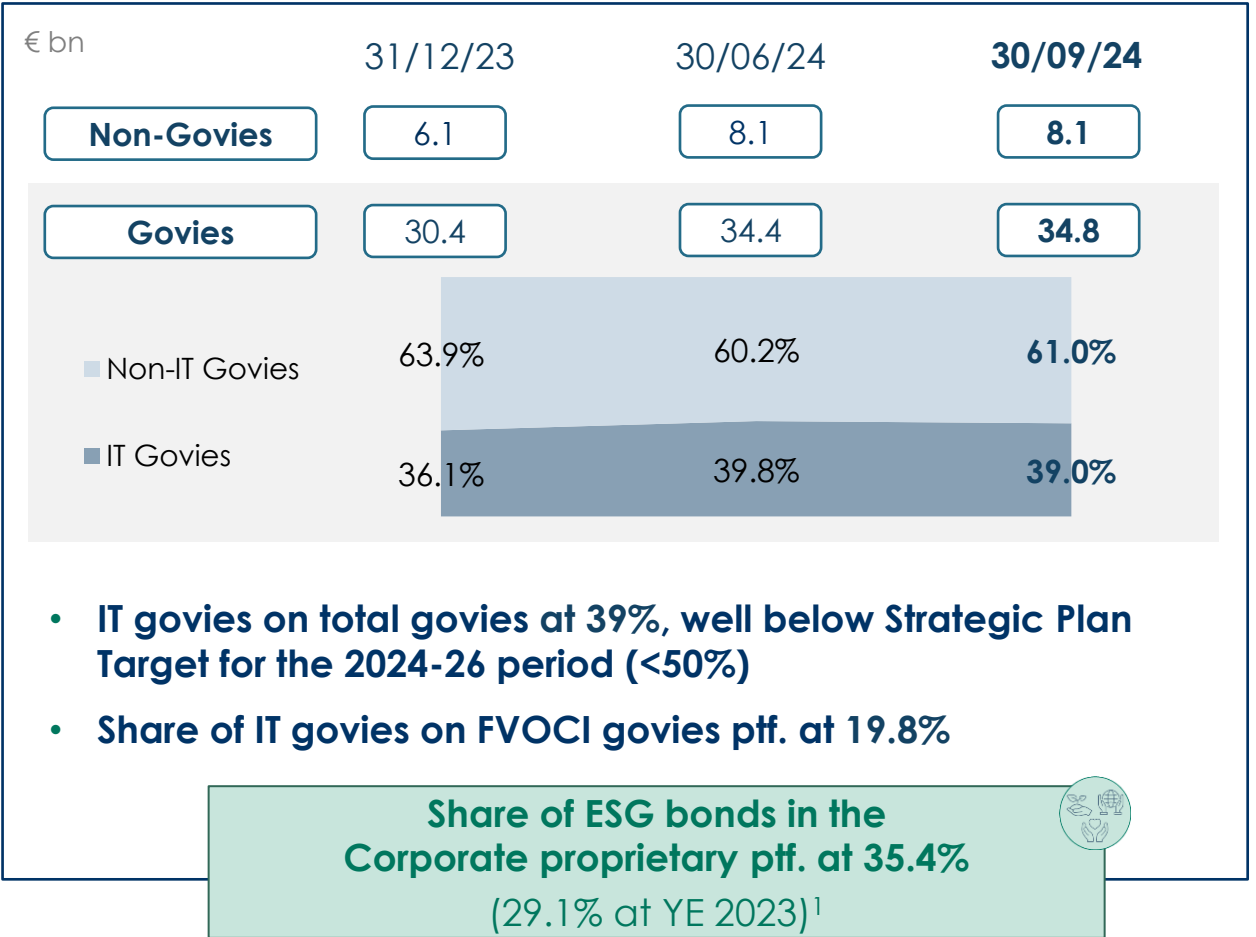 € bn
31/12/23 30/06/24 30/09/24
Non-Govies 6.1 8.1 8.1
Govies 30.4 34.4 34.8
Non-IT Govies 63.9% 60.2% 61.0%
IT Govies 36.1% 39.8% 39.0%
• IT govies on total govies at 39%, well below Strategic Plan
Target for the 2024-26 period (<50%)
• Share of IT govies on FVOCI govies ptf. at 19.8%
Share of ESG bonds in the
Corporate proprietary ptf. at 35.4%
(29.1% at YE 2023)¹